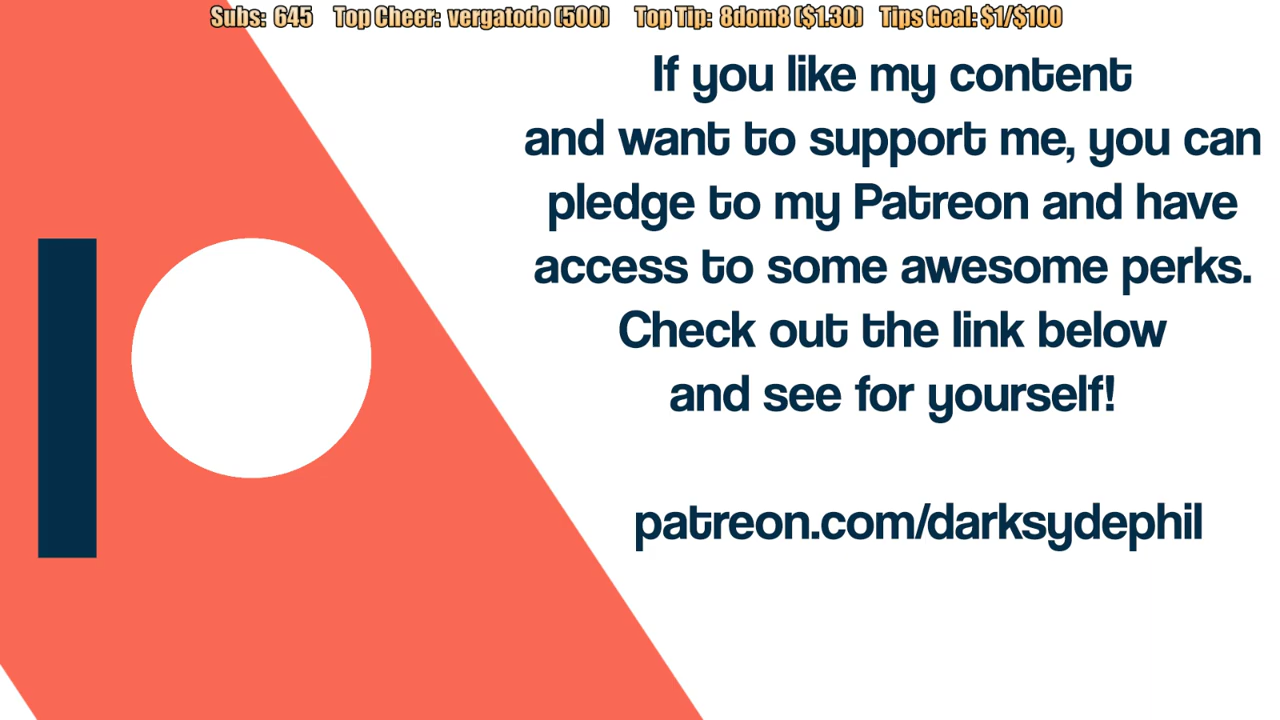 Subs: 645 Top Cheer: vergatodo (500) Top Tip: 8dom8 ($1.30) Tips Goal: $1/$100
If you like my content
and want to support me, you can
pledge to my Patreon and have
access to some awesome perks.
Check out the link below
and see for yourself!
patreon.com/darksydephil